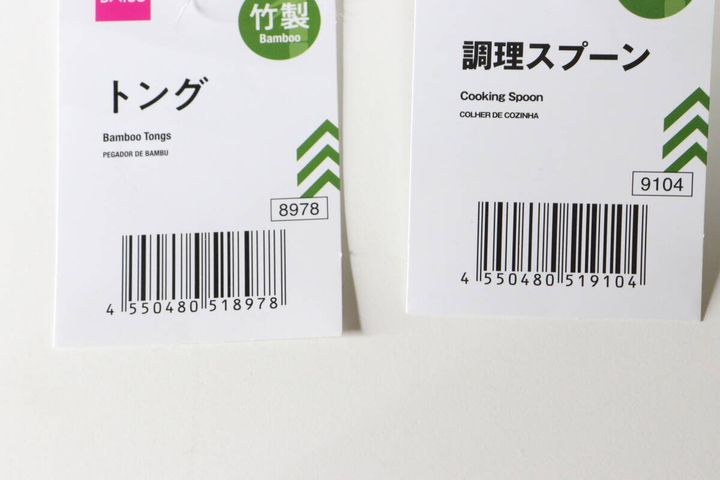 竹製
Bamboo
トング
Bamboo Tongs
PEGADOR DE BAMBU
8978
4 550480 518978
調理スプーン
Cooking Spoon
COLHER DE COZINHA
9104
4 550480 519104